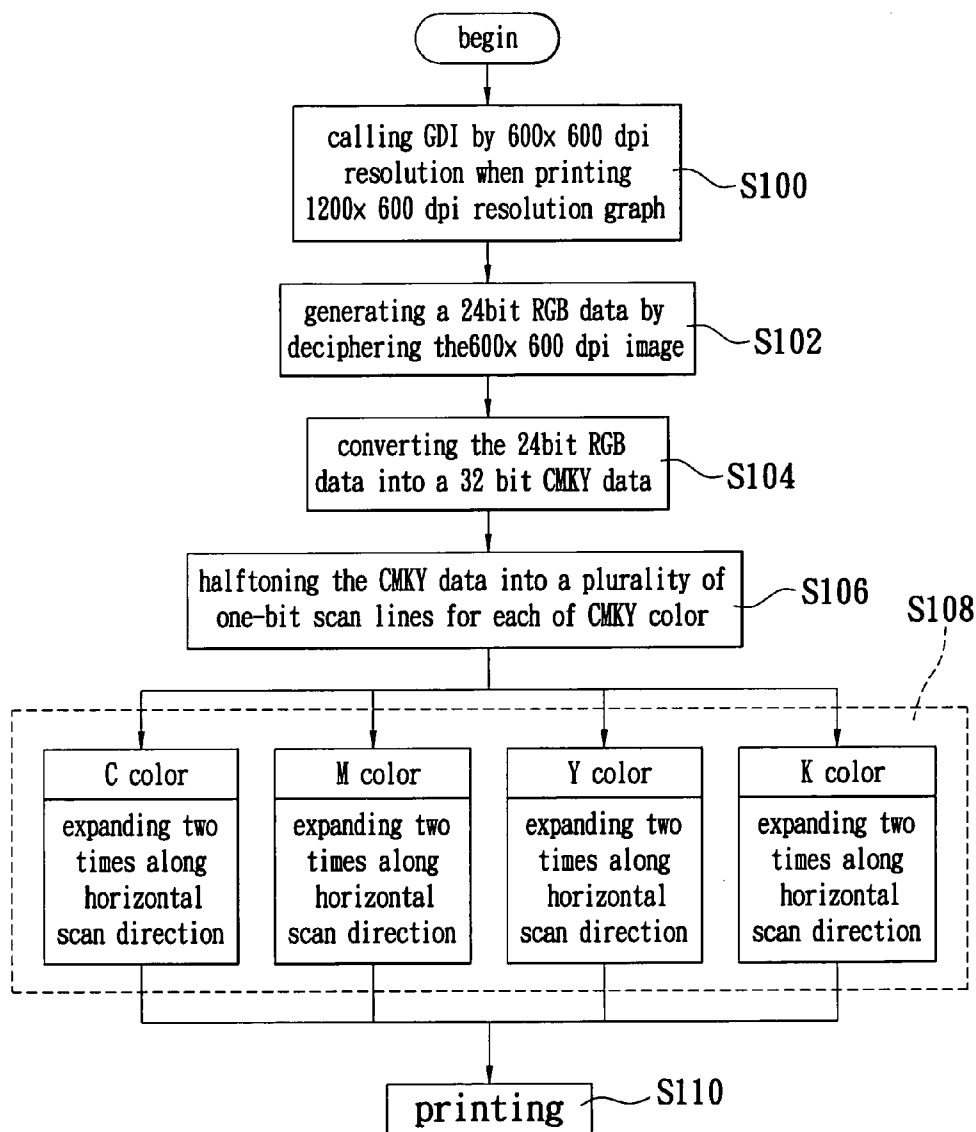 begin
calling GDI by 600x 600 dpi
resolution when printing
1200x 600 dpi resolution graph
S100
generating a 24bit RGB data by
deciphering the600x 600 dpi image
S102
converting the 24bit RGB
data into a 32 bit CMKY data
S104
halftoning the CMKY data into a plurality of
one-bit scan lines for each of CMKY color
S106
S108
C color
expanding two
times along
horizontal
scan direction
M color
expanding two
times along
horizontal
scan direction
Y color
expanding two
times along
horizontal
scan direction
K color
expanding two
times along
horizontal
scan direction
printing
S110